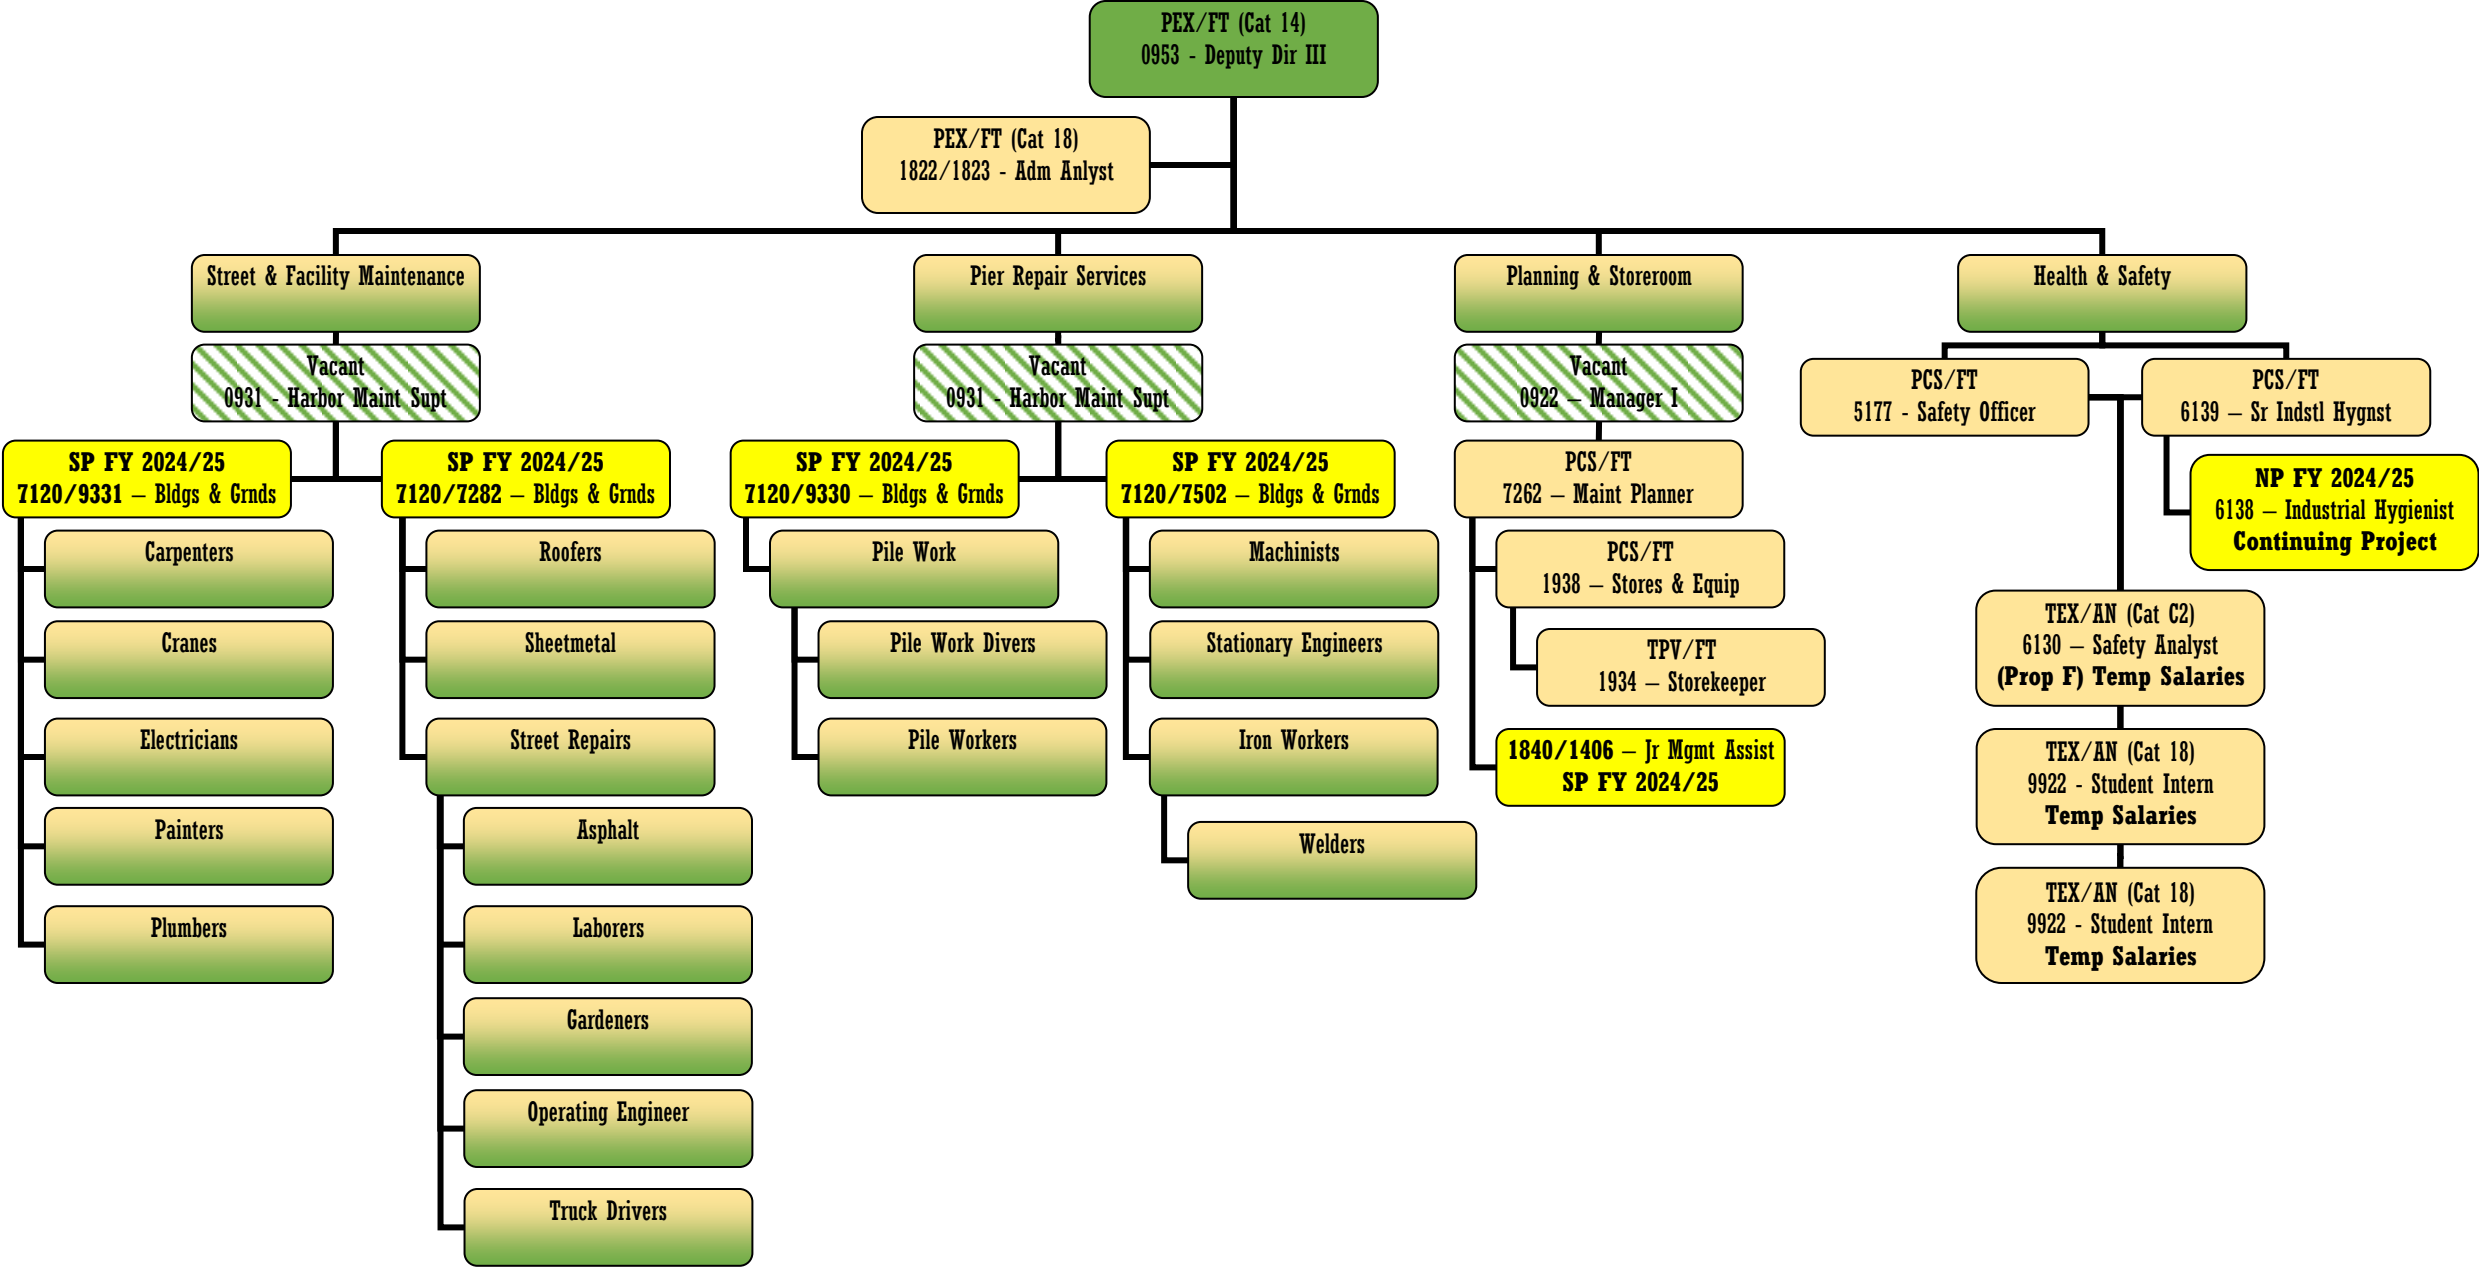 PEX/FT (Cat 14)
0953 - Deputy Dir III
PEX/FT (Cat 18)
1822/1823 - Adm Anlyst
Street & Facility Maintenance
Pier Repair Services
Planning & Storeroom
Health & Safety
Vacant
0931 - Harbor Maint Supt
Vacant
0931 - Harbor Maint Supt
Vacant
0922 – Manager I
PCS/FT
5177 - Safety Officer
PCS/FT
6139 – Sr Indstl Hygnst
SP FY 2024/25
7120/9331 – Bldgs & Grnds
SP FY 2024/25
7120/7282 – Bldgs & Grnds
SP FY 2024/25
7120/9330 – Bldgs & Grnds
SP FY 2024/25
7120/7502 – Bldgs & Grnds
PCS/FT
7262 – Maint Planner
NP FY 2024/25
6138 – Industrial Hygienist
Continuing Project
Carpenters
Roofers
Pile Work
Machinists
PCS/FT
1938 – Stores & Equip
Cranes
Sheetmetal
Pile Work Divers
Stationary Engineers
TPV/FT
1934 – Storekeeper
TEX/AN (Cat C2)
6130 – Safety Analyst
(Prop F) Temp Salaries
Electricians
Street Repairs
Pile Workers
Iron Workers
1840/1406 – Jr Mgmt Assist
SP FY 2024/25
TEX/AN (Cat 18)
9922 - Student Intern
Temp Salaries
Painters
Asphalt
Welders
Plumbers
Laborers
TEX/AN (Cat 18)
9922 - Student Intern
Temp Salaries
Gardeners
Operating Engineer
Truck Drivers